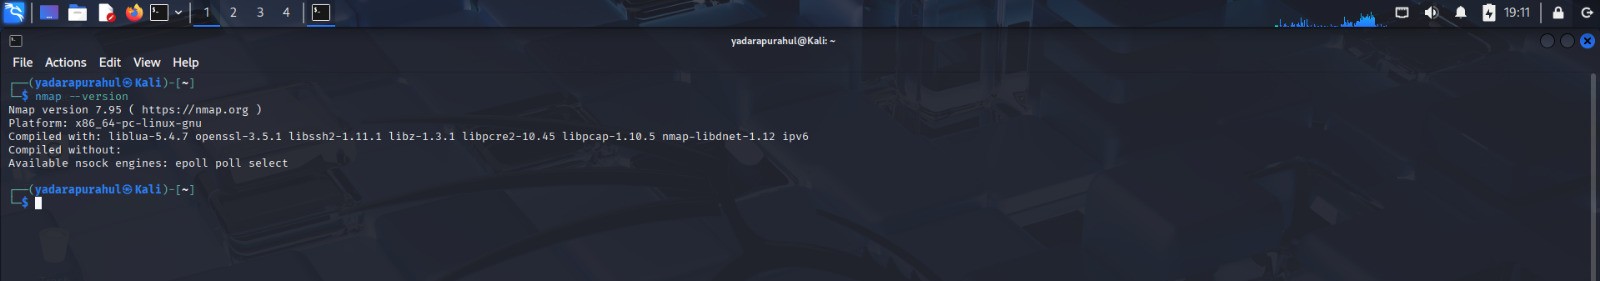 1 2 3 4 19:11
yadarapurahul@Kali: ~
File Actions Edit View Help
┌──(yadarapurahul㉿Kali)-[~]
└─$ nmap --version
Nmap version 7.95 ( https://nmap.org )
Platform: x86_64-pc-linux-gnu
Compiled with: liblua-5.4.7 openssl-3.5.1 libssh2-1.11.1 libz-1.3.1 libpcre2-10.45 libpcap-1.10.5 nmap-libdnet-1.12 ipv6
Compiled without:
Available nsock engines: epoll poll select
┌──(yadarapurahul㉿Kali)-[~]
└─$